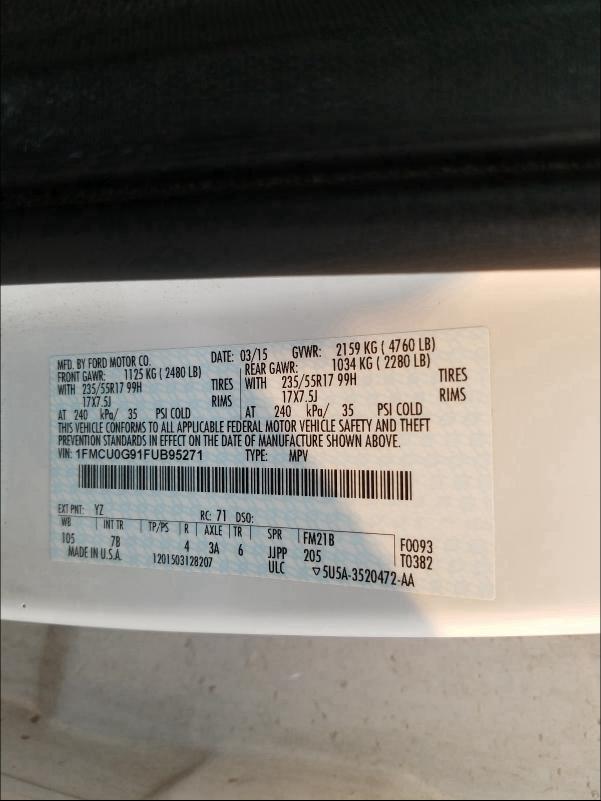 MFD. BY FORD MOTOR CO. DATE: 03/15 GVWR: 2159 KG ( 4760 LB)
FRONT GAWR: 1125 KG ( 2480 LB) REAR GAWR: 1034 KG ( 2280 LB)
WITH 235/55R17 99H TIRES WITH 235/55R17 99H TIRES
17X7.5J RIMS 17X7.5J RIMS
AT 240 kPa/ 35 PSI COLD AT 240 kPa/ 35 PSI COLD
THIS VEHICLE CONFORMS TO ALL APPLICABLE FEDERAL MOTOR VEHICLE SAFETY AND THEFT
PREVENTION STANDARDS IN EFFECT ON THE DATE OF MANUFACTURE SHOWN ABOVE.
VIN: 1FMCU0G91FUB95271 TYPE: MPV
EXT PNT: YZ RC: 71 DSO:
WB INT TR TP/PS R AXLE TR SPR FM21B F0093
105 7B 4 3A 6 JJPP 205 T0382
MADE IN U.S.A. 1201503128207 ULC ▽5U5A-3520472-AA